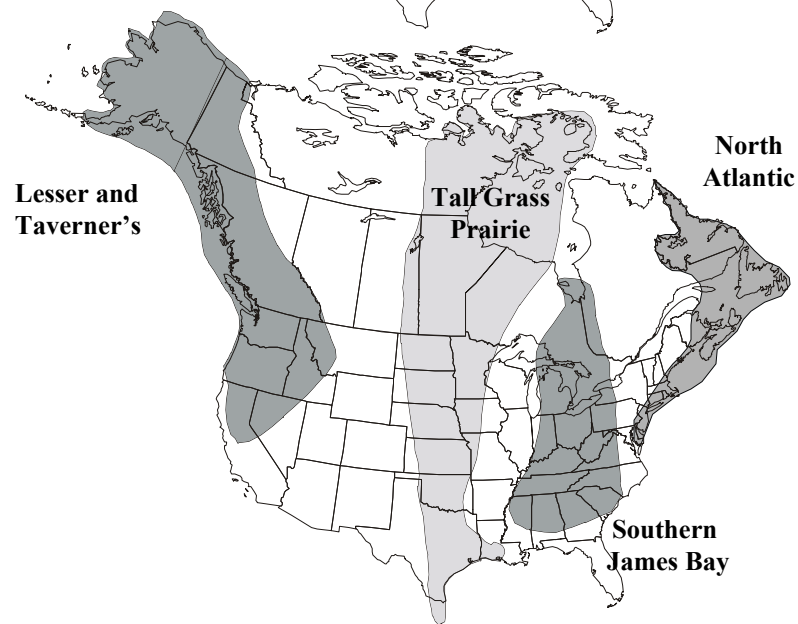 North
Atlantic
Lesser and
Taverner's
Tall Grass
Prairie
Southern
James Bay